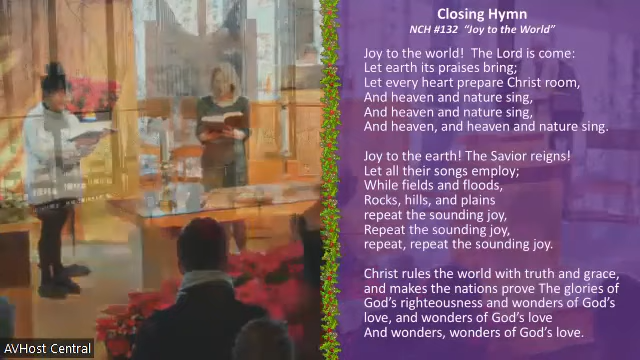 Closing Hymn
NCH #132 "Joy to the World"
Joy to the world! The Lord is come:
Let earth its praises bring;
Let every heart prepare Christ room,
And heaven and nature sing,
And heaven and nature sing,
And heaven, and heaven and nature sing.
Joy to the earth! The Savior reigns!
Let all their songs employ;
While fields and floods,
Rocks, hills, and plains
repeat the sounding joy,
Repeat the sounding joy,
repeat, repeat the sounding joy.
Christ rules the world with truth and grace,
and makes the nations prove The glories of
God's righteousness and wonders of God's
love, and wonders of God's love
And wonders, wonders of God's love.
AVHost Central